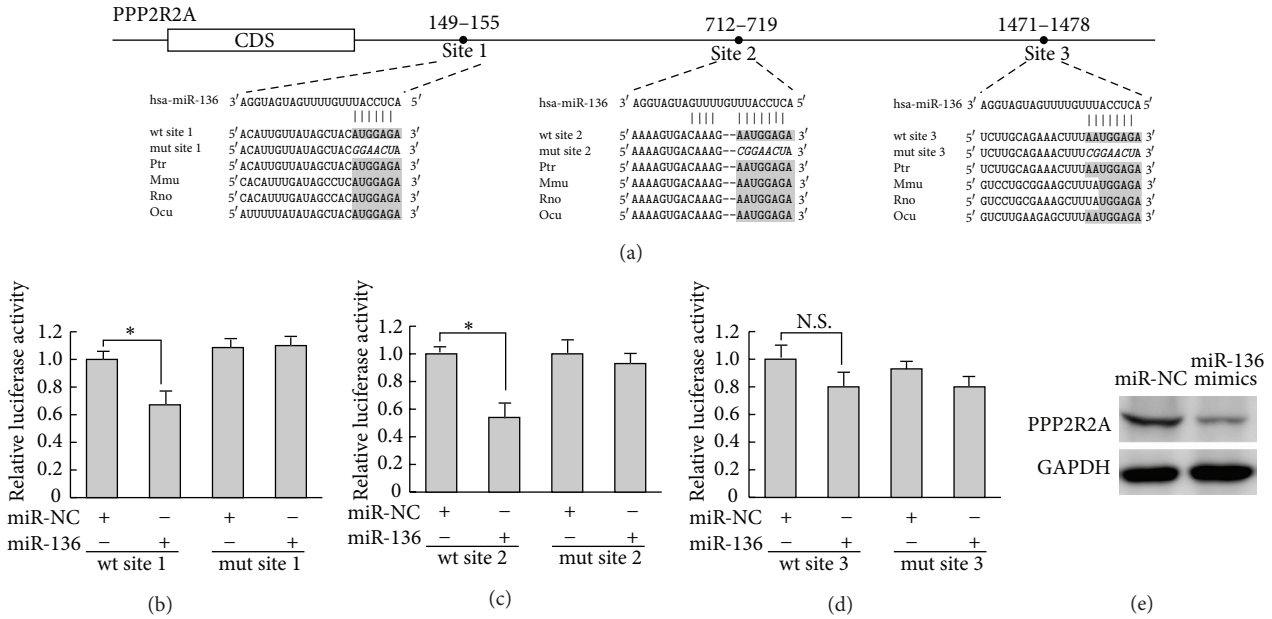 PPP2R2A
CDS
149–155
Site 1
712–719
Site 2
1471–1478
Site 3
hsa-miR-136 3′ AGGUAGUAGUUUUGUUUACCUCA 5′
wt site 1 5′ ACAUUGUUAUAGCUACAUGGAGA 3′
mut site 1 5′ ACAUUGUUAUAGCUACGGAACUA 3′
Ptr 5′ ACAUUGUUAUAGCUACAUGGAGA 3′
Mmu 5′ CACAUUUGAUAGCCUCAUGGAGA 3′
Rno 5′ CACAUUUGAUAGCCACAUGGAGA 3′
Ocu 5′ AUUUUUAUAUAGCUACAUGGAGA 3′
hsa-miR-136 3′ AGGUAGUAGUUUUGUUUACCUCA 5′
wt site 2 5′ AAAAGUGACAAAG--AAUGGAGA 3′
mut site 2 5′ AAAAGUGACAAAG--CGGAACUA 3′
Ptr 5′ AAAAGUGACAAAG--AAUGGAGA 3′
Mmu 5′ AAAAGUGACAAAG--AAUGGAGA 3′
Rno 5′ AAAAGUGACAAAG--AAUGGAGA 3′
Ocu 5′ AAAAGUGACAAAG--AAUGGAGA 3′
hsa-miR-136 3′ AGGUAGUAGUUUUGUUUACCUCA 5′
wt site 3 5′ UCUUGCAGAAACUUUAAUGGAGA 3′
mut site 3 5′ UCUUGCAGAAACUUUCGGAACUA 3′
Ptr 5′ UCUUGCAGAAACUUUAAUGGAGA 3′
Mmu 5′ GUCCUGCGGAAGCUUUAUGGAGA 3′
Rno 5′ GUCCUGCGAAAGCUUUAUGGAGA 3′
Ocu 5′ GUCUUGAAGAGCUUUAAUGGAGA 3′
(a)
Relative luciferase activity
1.2
1.0
0.8
0.6
0.4
0.2
0
*
miR-NC + − + −
miR-136 − + − +
wt site 1 mut site 1
(b)
Relative luciferase activity
1.2
1.0
0.8
0.6
0.4
0.2
0
*
miR-NC + − + −
miR-136 − + − +
wt site 2 mut site 2
(c)
Relative luciferase activity
1.2
1.0
0.8
0.6
0.4
0.2
0
N.S.
miR-NC + − + −
miR-136 − + − +
wt site 3 mut site 3
(d)
miR-NC miR-136 mimics
PPP2R2A
GAPDH
(e)